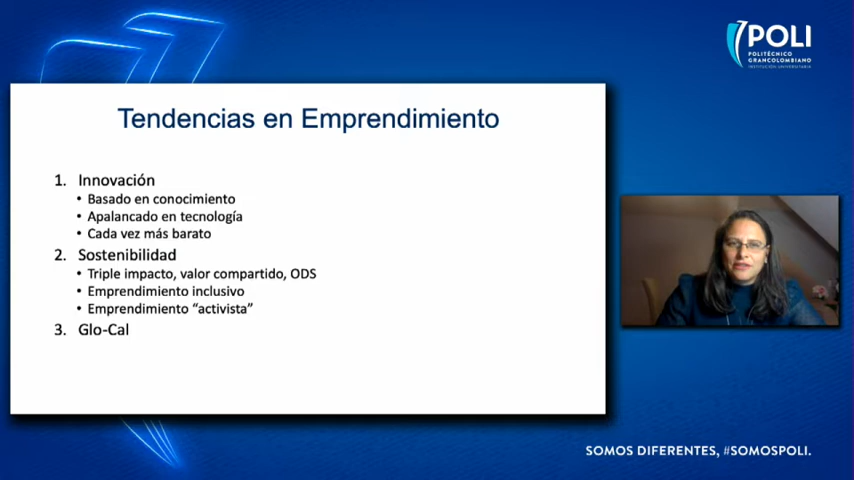 POLI
POLITÉCNICO
GRANCOLOMBIANO
INSTITUCIÓN UNIVERSITARIA
Tendencias en Emprendimiento
1. Innovación
• Basado en conocimiento
• Apalancado en tecnología
• Cada vez más barato
2. Sostenibilidad
• Triple impacto, valor compartido, ODS
• Emprendimiento inclusivo
• Emprendimiento “activista”
3. Glo-Cal
SOMOS DIFERENTES, #SOMOSPOLI.